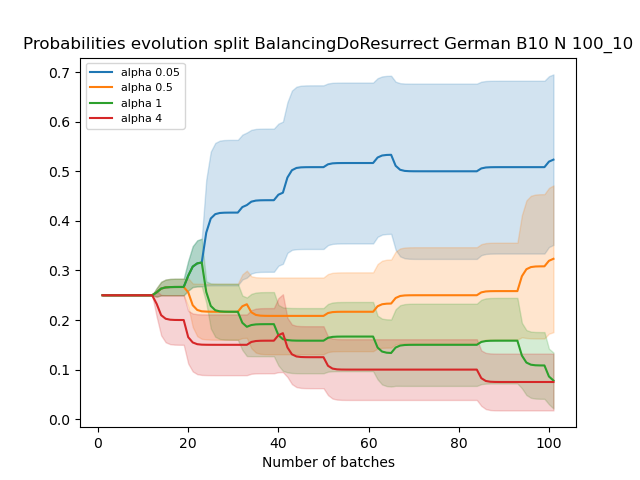 Probabilities evolution split BalancingDoResurrect German B10 N 100_10
alpha 0.05
alpha 0.5
alpha 1
alpha 4
0.7
0.6
0.5
0.4
0.3
0.2
0.1
0.0
0 20 40 60 80 100
Number of batches